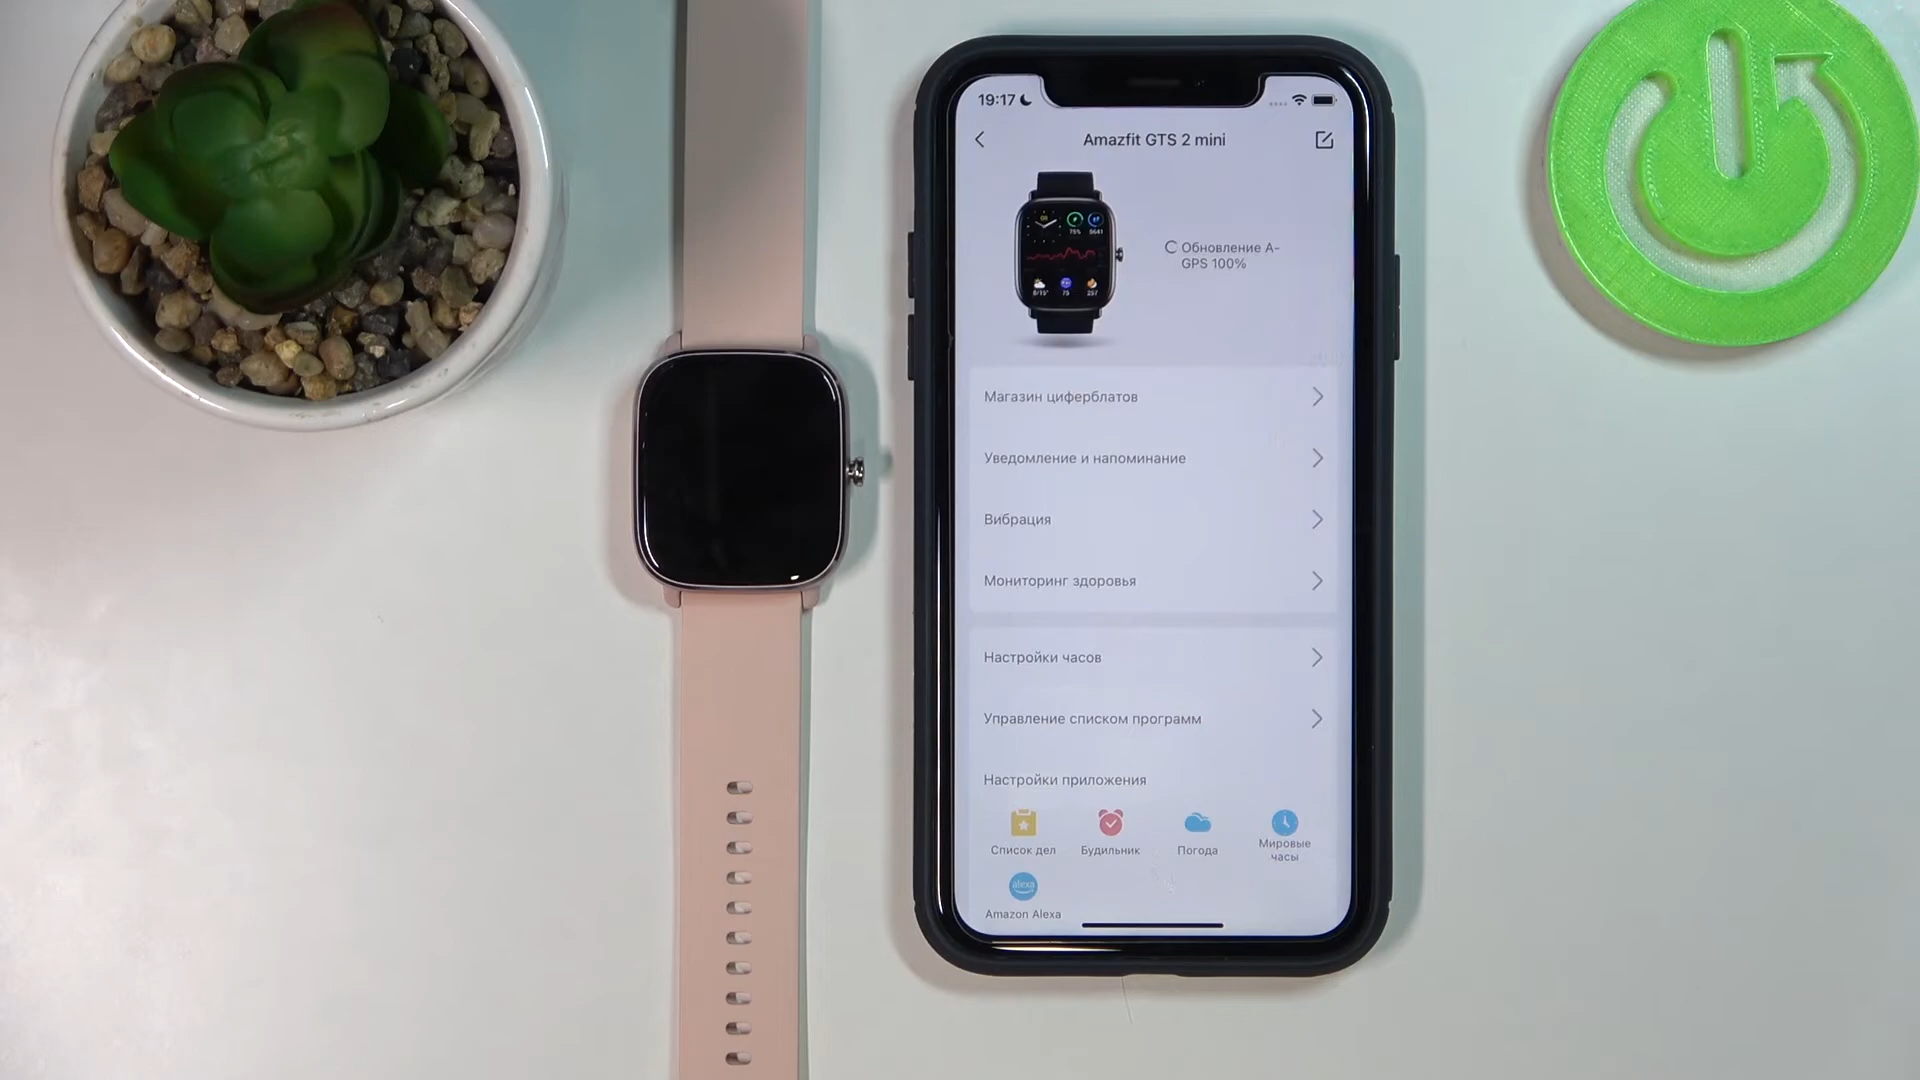 19:17
Amazfit GTS 2 mini
Обновление A-
GPS 100%
Магазин циферблатов
Уведомление и напоминание
Вибрация
Мониторинг здоровья
Настройки часов
Управление списком программ
Настройки приложения
Список дел
Будильник
Погода
Мировые
часы
alexa
Amazon Alexa